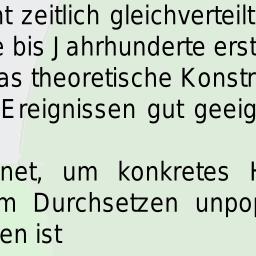 t zeitlich gleichverteilt
e bis Jahrhunderte erst
as theoretische Konstr
Ereignissen gut geeig
net, um konkretes H
m Durchsetzen unpop
en ist